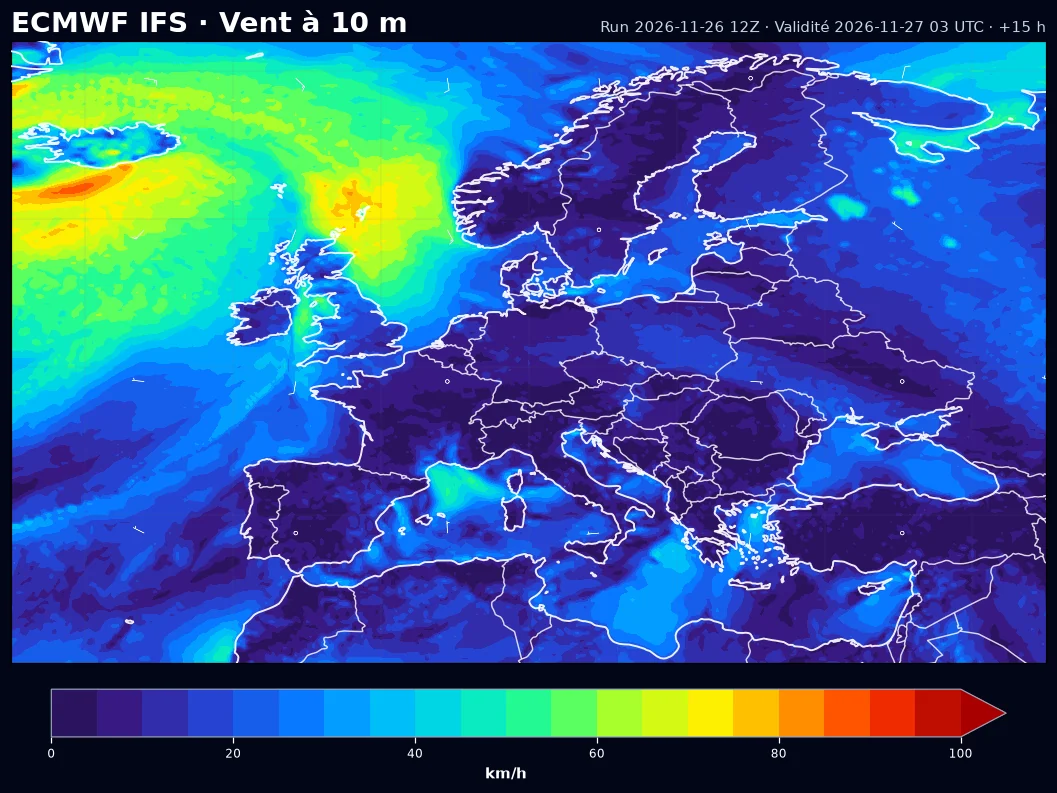 ECMWF IFS · Vent à 10 m
Run 2026-11-26 12Z · Validité 2026-11-27 03 UTC · +15 h
0 20 40 60 80 100
km/h